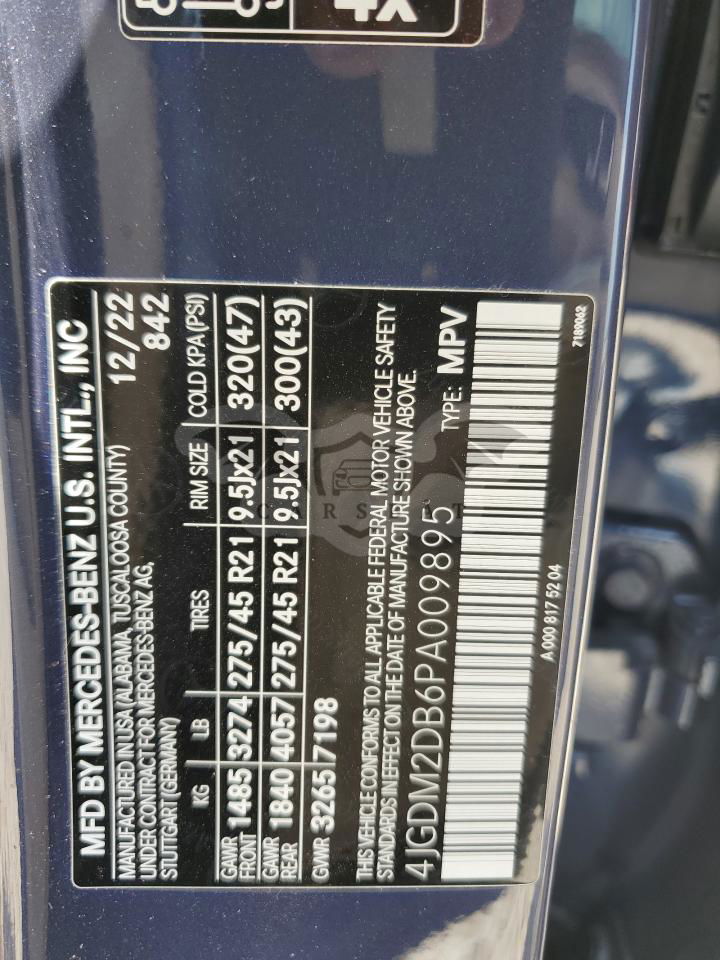 4x
MFD BY MERCEDES-BENZ U.S. INTL., INC
MANUFACTURED IN USA (ALABAMA, TUSCALOOSA COUNTY) 12/22
UNDER CONTRACT FOR MERCEDES-BENZ AG, 842
STUTTGART (GERMANY)
KG LB TIRES RIM SIZE COLD KPA (PSI)
GAWR
FRONT 1485 3274 275/45 R21 9.5Jx21 320(47)
GAWR
REAR 1840 4057 275/45 R21 9.5Jx21 300(43)
GVWR 3265 7198
THIS VEHICLE CONFORMS TO ALL APPLICABLE FEDERAL MOTOR VEHICLE SAFETY
STANDARDS IN EFFECT ON THE DATE OF MANUFACTURE SHOWN ABOVE.
4JGDM2DB6PA009895 TYPE: MPV
A 000 817 52 04 7189062